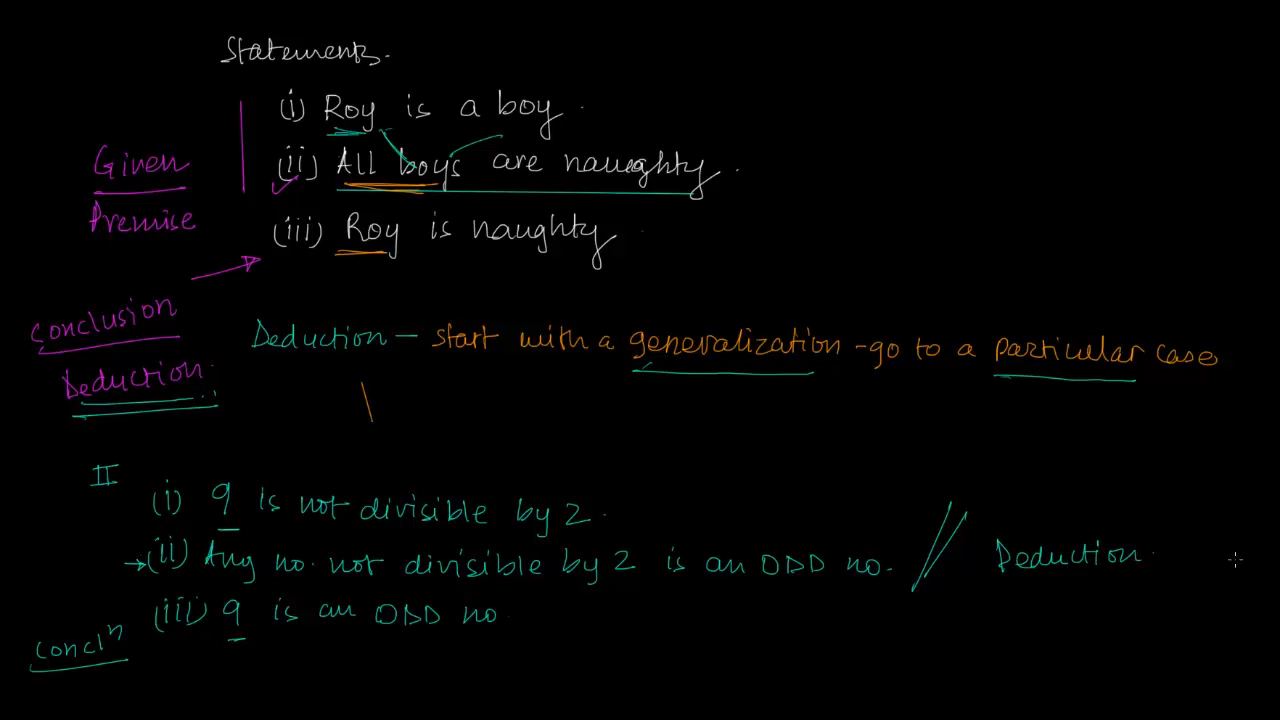 Statements.
(i) Roy is a boy.
Given
(ii) All boys are naughty.
Premise
(iii) Roy is naughty
Conclusion
Deduction - start with a generalization - go to a particular case
Deduction.
II
(i) 9 is not divisible by 2.
(ii) Any no. not divisible by 2 is an ODD no. // Deduction.
(iii) 9 is an ODD no.
Concln